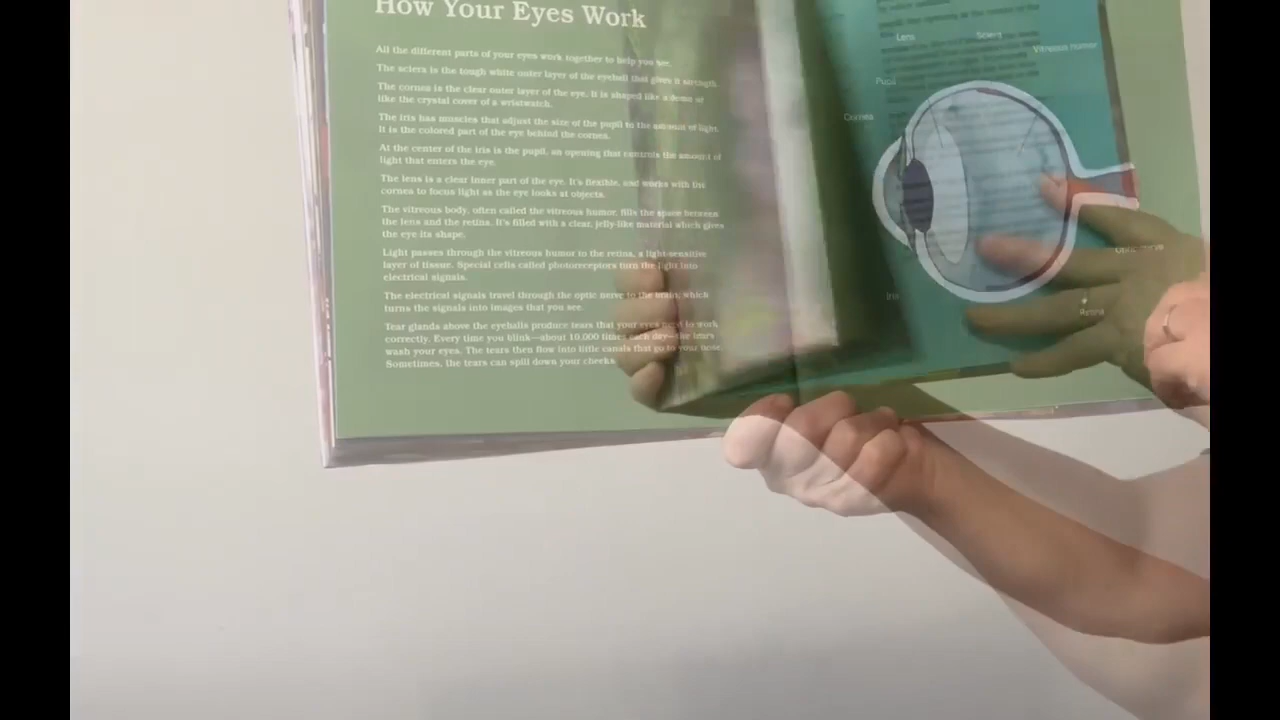 How Your Eyes Work
All the different parts of your eyes work together to help you see.
The sclera is the tough white outer layer of the eyeball that gives it strength.
The cornea is the clear outer layer of the eye. It is shaped like a dome or
like the crystal cover of a wristwatch.
The iris has muscles that adjust the size of the pupil to the amount of light.
It is the colored part of the eye behind the cornea.
At the center of the iris is the pupil, an opening that controls the amount of
light that enters the eye.
The lens is a clear inner part of the eye. It's flexible, and works with the
cornea to focus light as the eye looks at objects.
The vitreous body, often called the vitreous humor, fills the space between
the lens and the retina. It's filled with a clear, jelly-like material which gives
the eye its shape.
Light passes through the vitreous humor to the retina, a light-sensitive
layer of tissue. Special cells called photoreceptors turn the light into
electrical signals.
The electrical signals travel through the optic nerve to the brain, which
turns the signals into images that you see.
Tear glands above the eyeballs produce tears that your eyes need to work
correctly. Every time you blink—about 10,000 times each day—the tears
wash your eyes. The tears then flow into little canals that go to your nose.
Sometimes, the tears can spill down your cheeks.
Lens
Sclera
Vitreous humor
Pupil
Cornea
Optic nerve
Iris
Retina